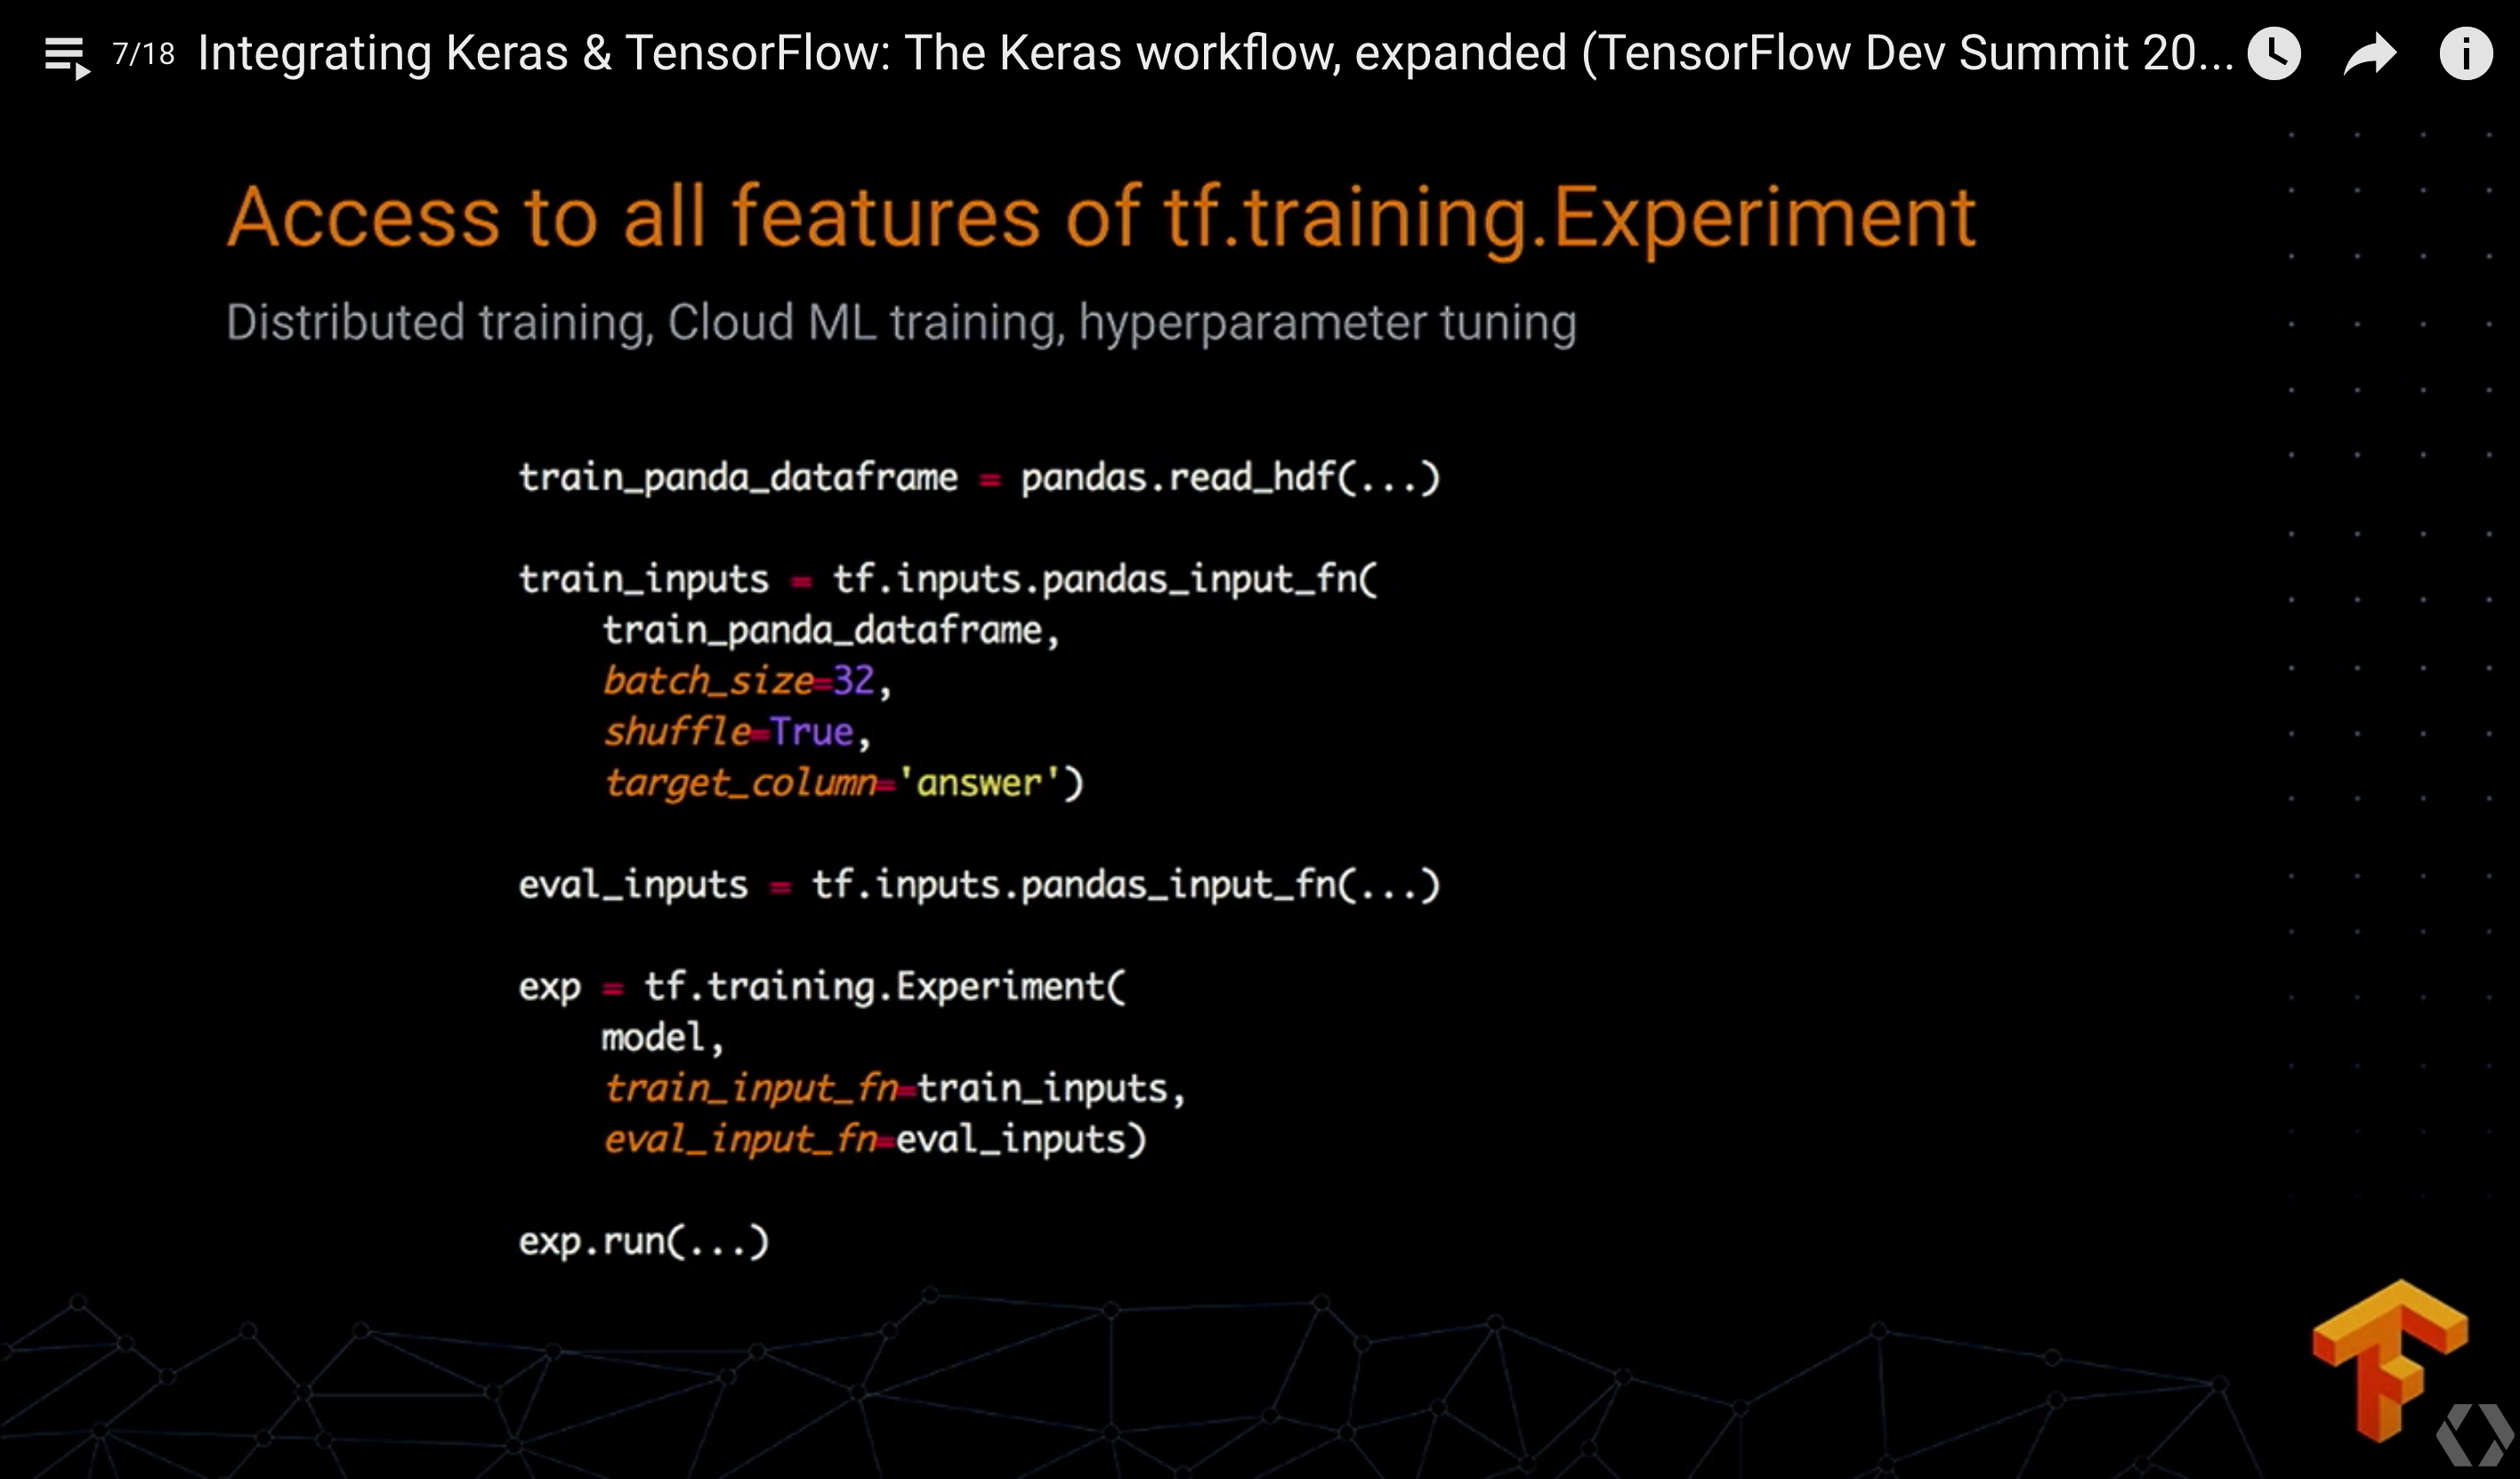 7/18 Integrating Keras & TensorFlow: The Keras workflow, expanded (TensorFlow Dev Summit 20...
Access to all features of tf.training.Experiment
Distributed training, Cloud ML training, hyperparameter tuning
train_panda_dataframe = pandas.read_hdf(...)
train_inputs = tf.inputs.pandas_input_fn(
    train_panda_dataframe,
    batch_size=32,
    shuffle=True,
    target_column='answer')
eval_inputs = tf.inputs.pandas_input_fn(...)
exp = tf.training.Experiment(
    model,
    train_input_fn=train_inputs,
    eval_input_fn=eval_inputs)
exp.run(...)